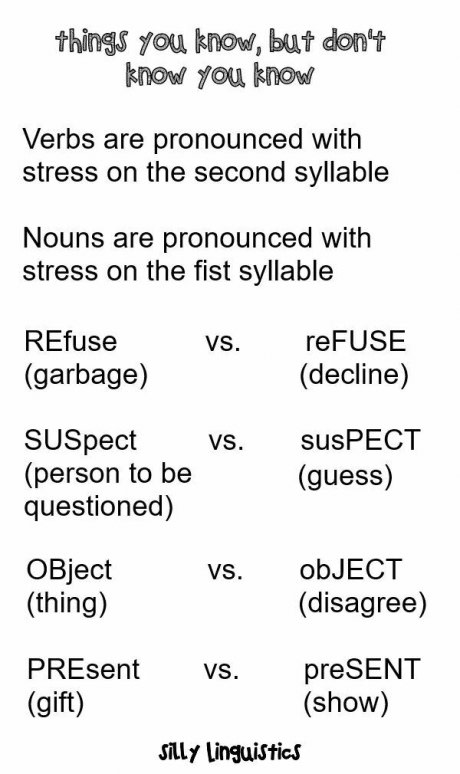 things you know, but don't
know you know
Verbs are pronounced with
stress on the second syllable
Nouns are pronounced with
stress on the fist syllable
REfuse vs. reFUSE
(garbage) (decline)
SUSpect vs. susPECT
(person to be (guess)
questioned)
OBject vs. obJECT
(thing) (disagree)
PREsent vs. preSENT
(gift) (show)
silly linguistics